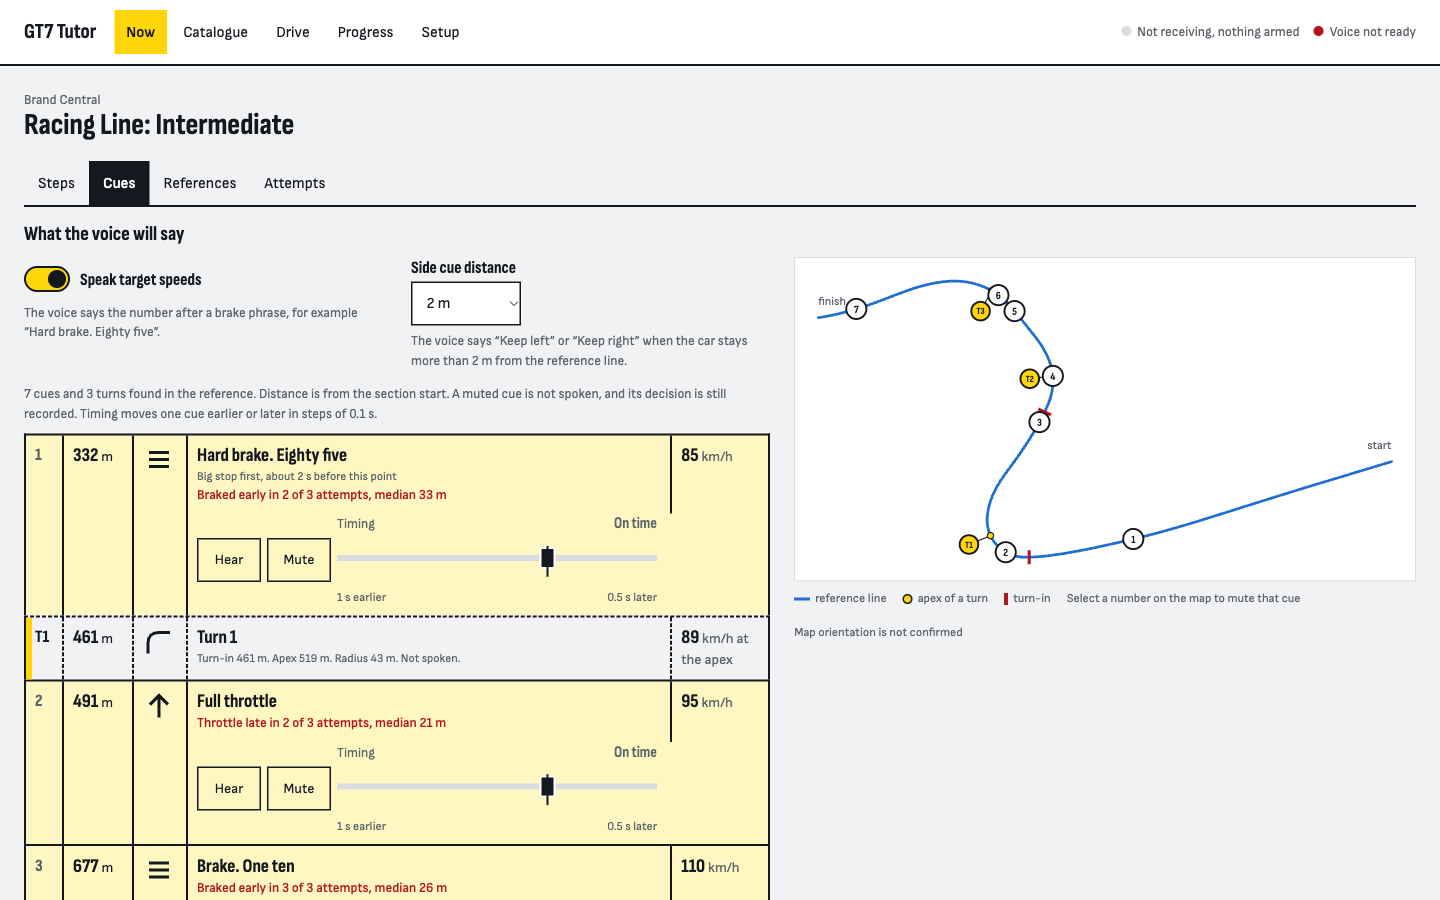 GT7 Tutor Now Catalogue Drive Progress Setup Not receiving, nothing armed Voice not ready
Brand Central
Racing Line: Intermediate
Steps Cues References Attempts
What the voice will say
Speak target speeds
The voice says the number after a brake phrase, for example
“Hard brake. Eighty five”.
Side cue distance
2 m
The voice says “Keep left” or “Keep right” when the car stays
more than 2 m from the reference line.
7 cues and 3 turns found in the reference. Distance is from the section start. A muted cue is not spoken, and its decision is still
recorded. Timing moves one cue earlier or later in steps of 0.1 s.
1 332 m Hard brake. Eighty five 85 km/h
Big stop first, about 2 s before this point
Braked early in 2 of 3 attempts, median 33 m
Timing On time
Hear Mute
1 s earlier 0.5 s later
T1 461 m Turn 1 89 km/h at
the apex
Turn-in 461 m. Apex 519 m. Radius 43 m. Not spoken.
2 491 m Full throttle 95 km/h
Throttle late in 2 of 3 attempts, median 21 m
Timing On time
Hear Mute
1 s earlier 0.5 s later
3 677 m Brake. One ten 110 km/h
Braked early in 3 of 3 attempts, median 26 m
finish 7
6
T3 5
T2 4
3
start
T1 2 1
reference line apex of a turn turn-in Select a number on the map to mute that cue
Map orientation is not confirmed